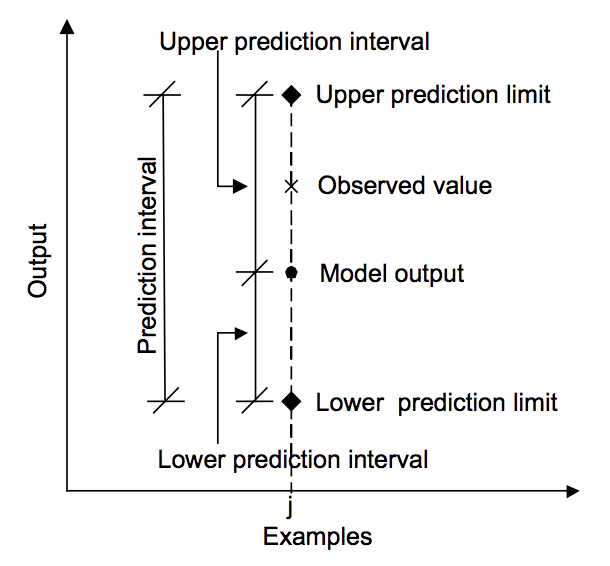 Upper prediction interval
Upper prediction limit
Observed value
Prediction interval
Output
Model output
Lower prediction limit
Lower prediction interval
j
Examples